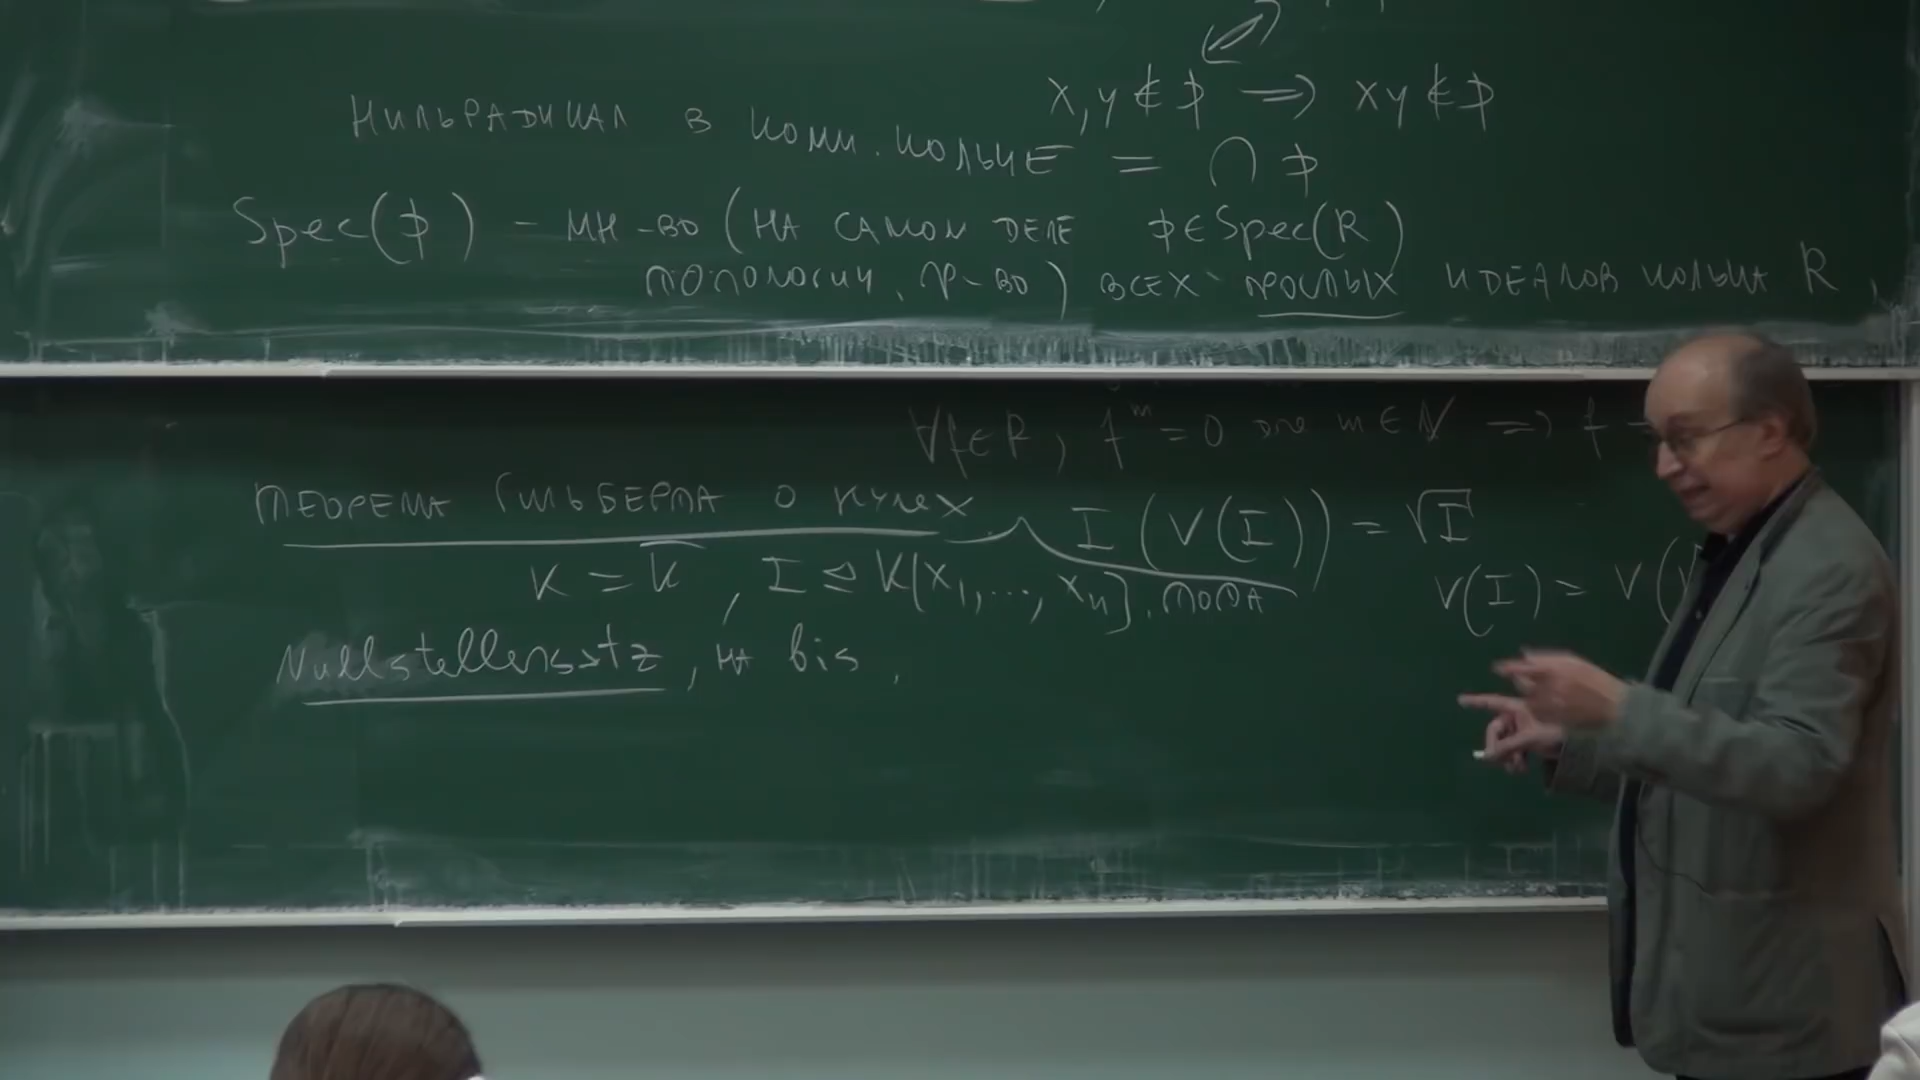 x, y ∉ 𝔭 ⇒ xy ∉ 𝔭
Нильрадикал в комм. кольце = ∩ 𝔭
𝔭∈Spec(R)
Spec(𝔭) – мн-во (на самом деле
топологич. пр-во) всех простых идеалов кольца R,
∀f∈R, f^m = 0 для m ∈ ℕ ⇒ f
Теорема Гильберта о нулях. I(V(I)) = √I
K = K̄, I ⊴ K[x₁, ..., xₙ]. тогда
V(I) = V(
Nullstellensatz, на bis,